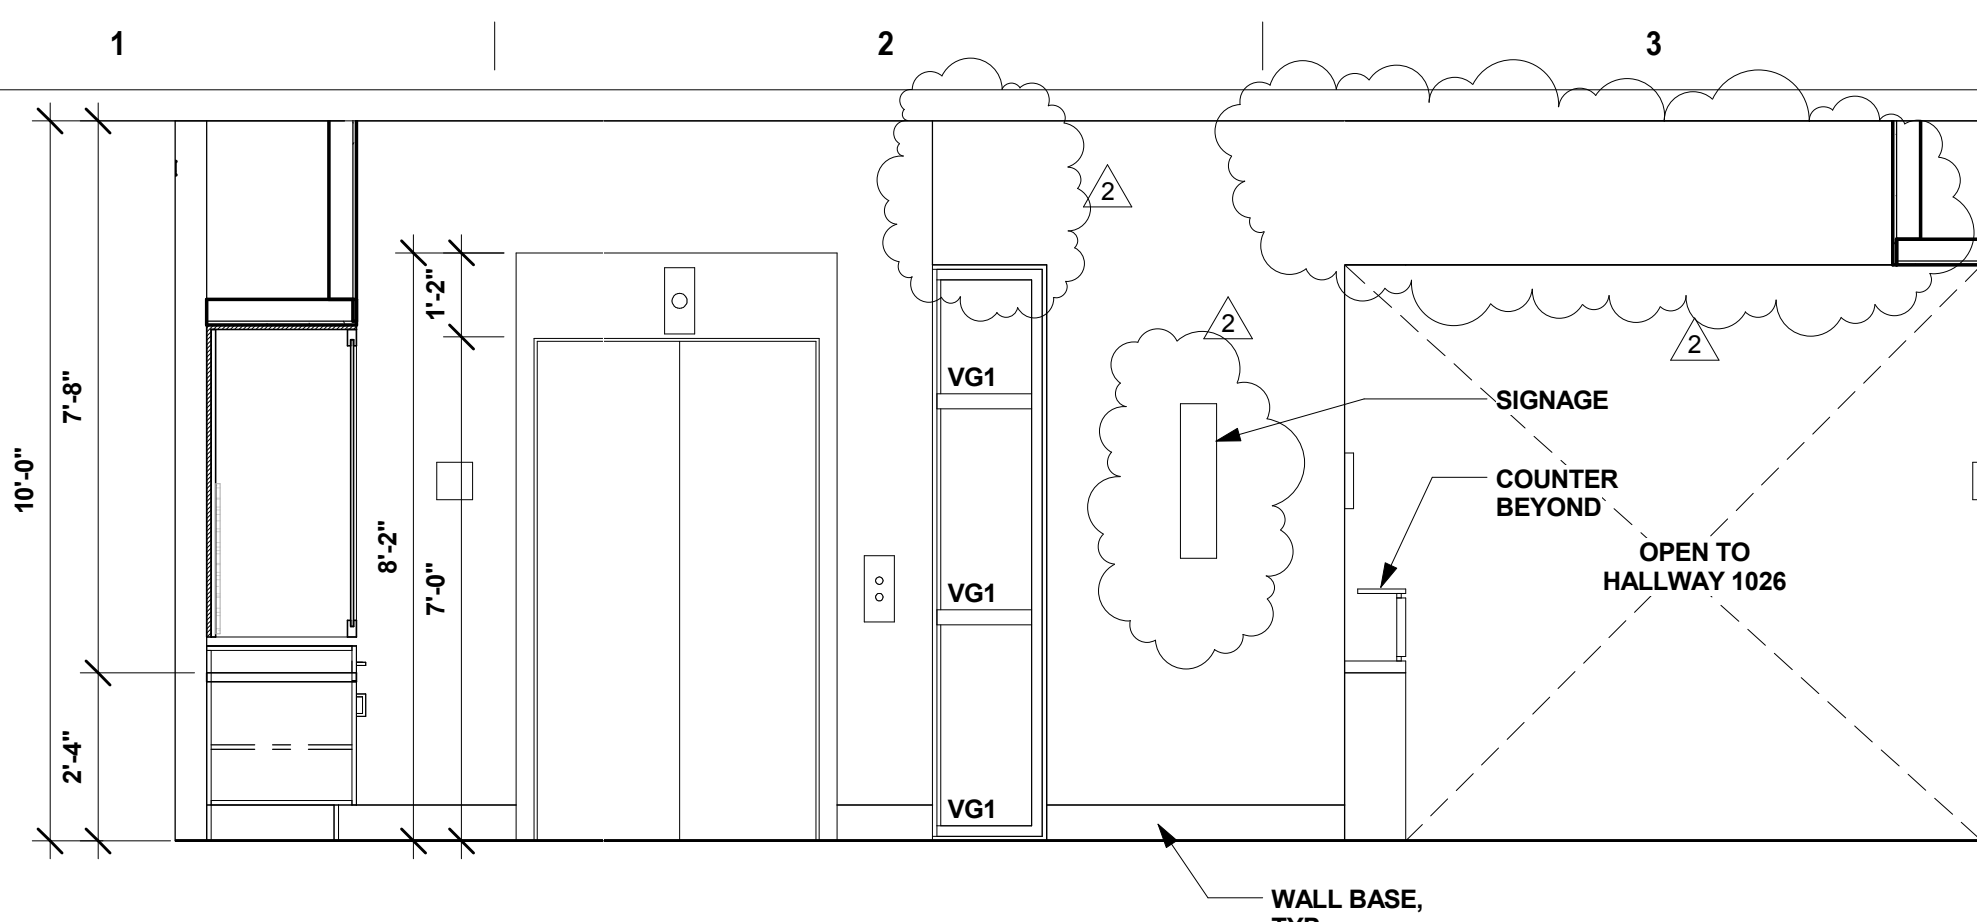 1
2
3
2
2
2
1'-2"
7'-8"
10'-0"
8'-2"
7'-0"
2'-4"
VG1
VG1
VG1
SIGNAGE
COUNTER
BEYOND
OPEN TO
HALLWAY 1026
WALL BASE,